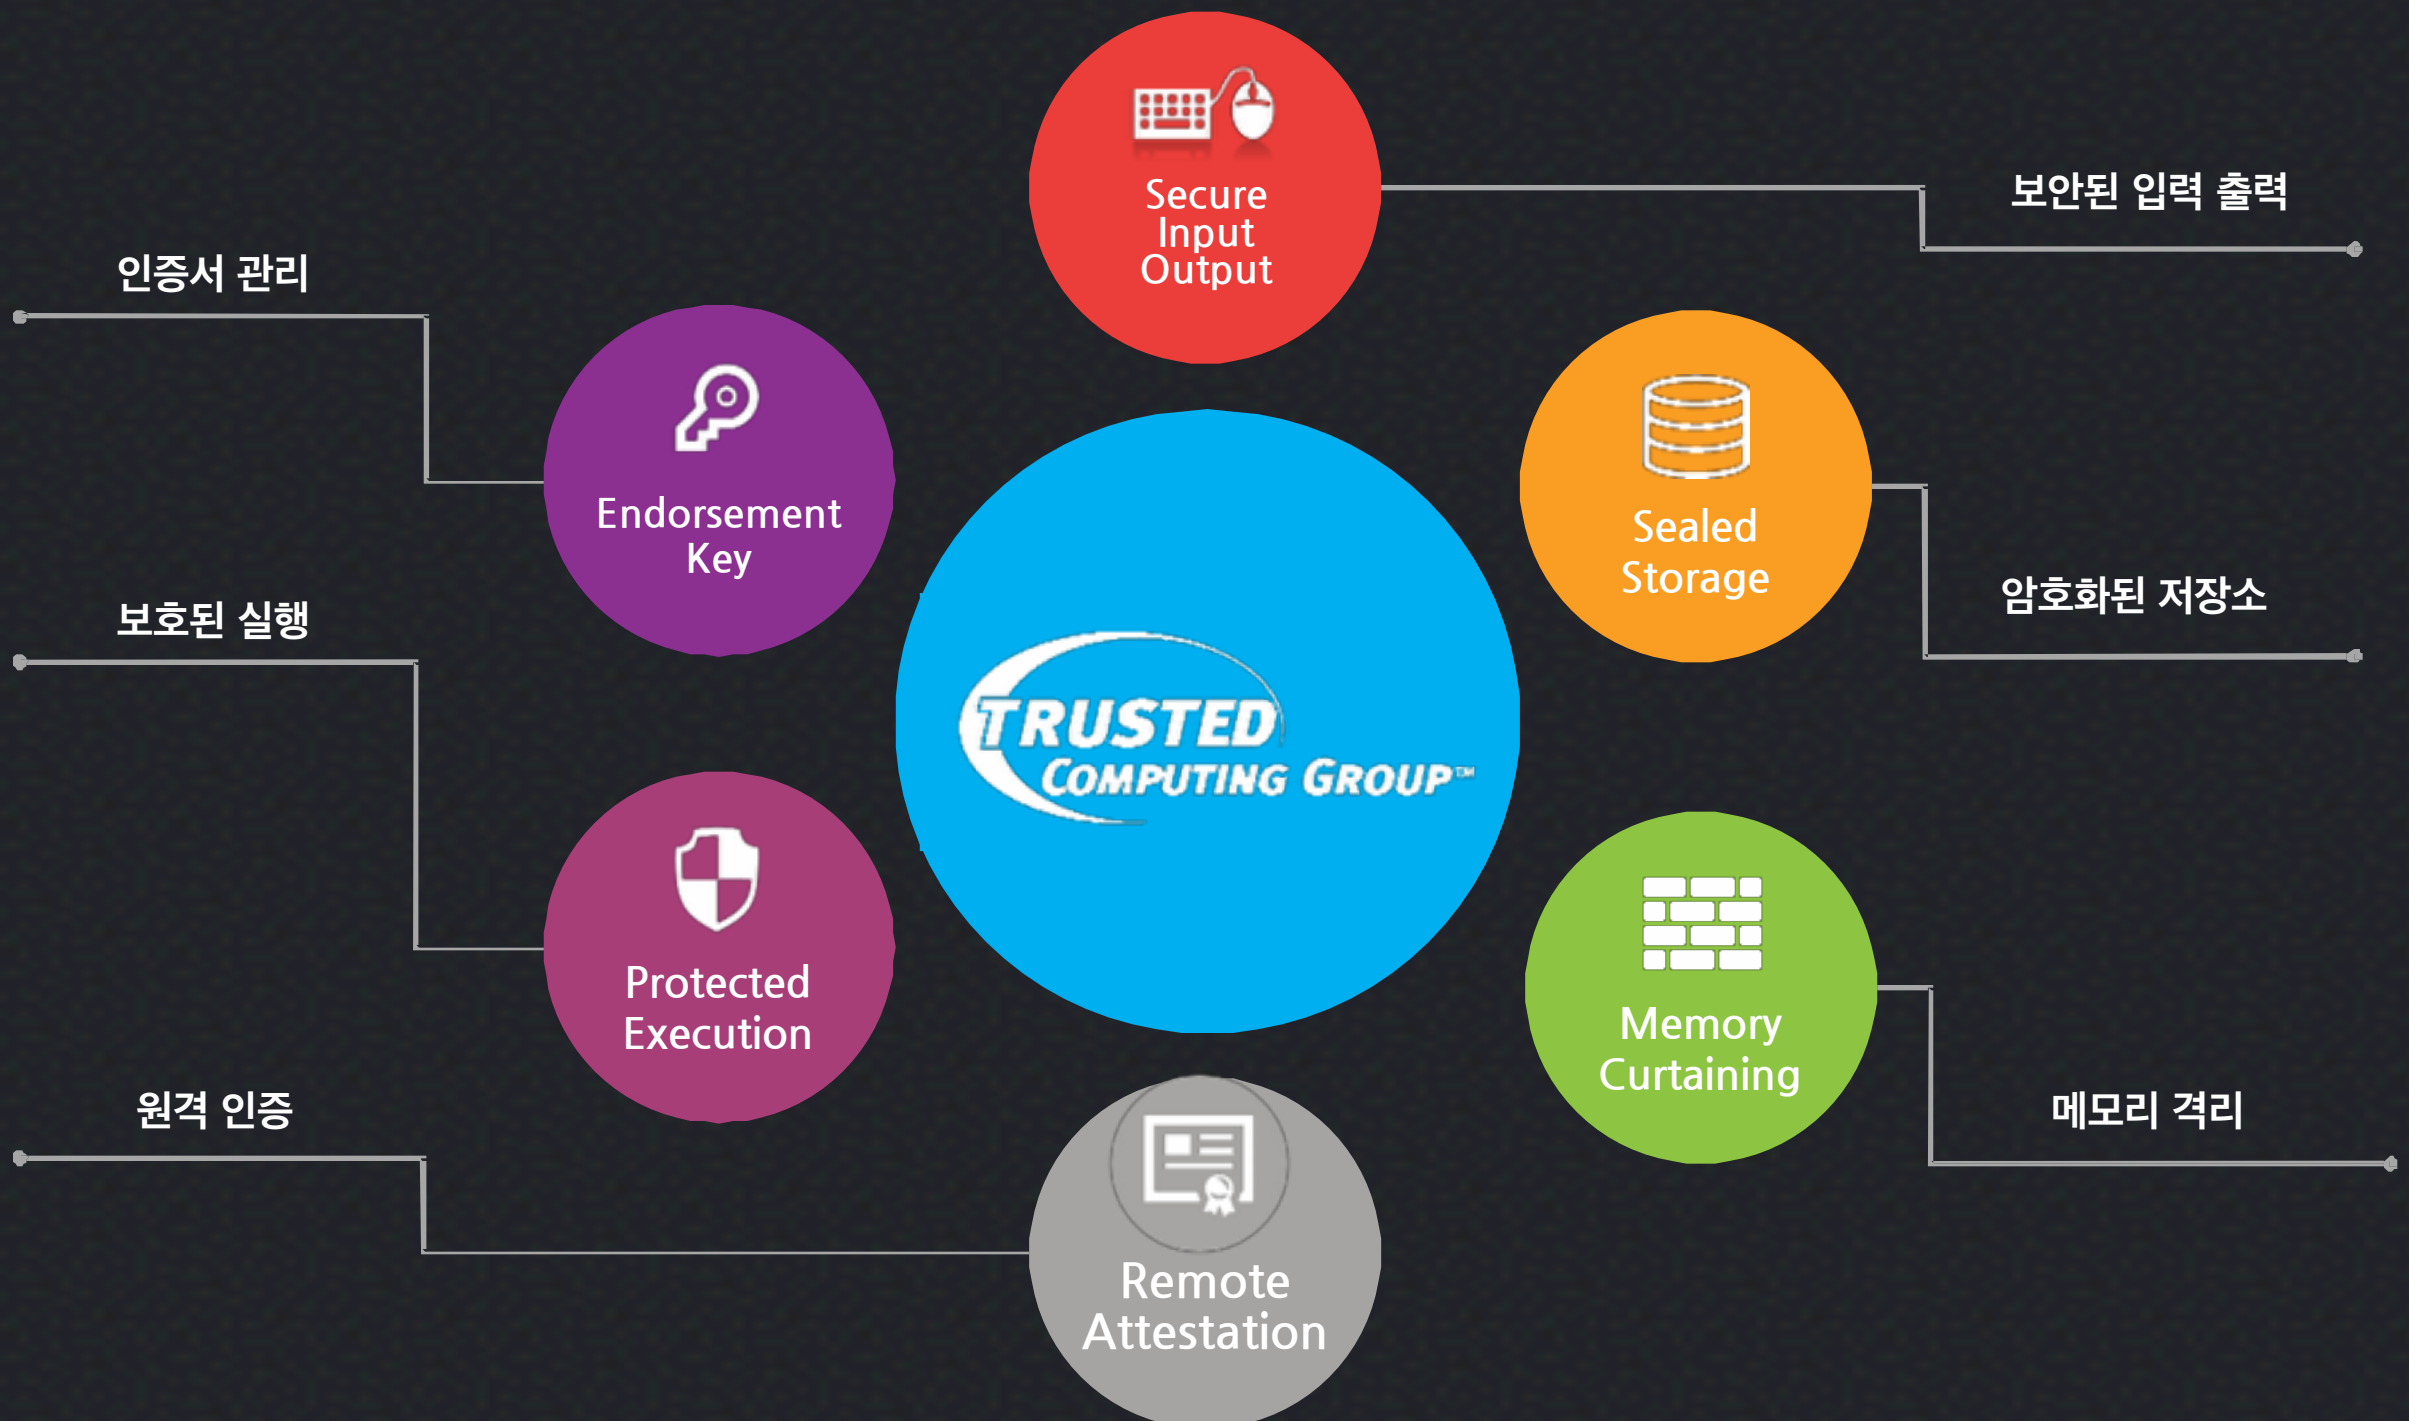 Secure
Input
Output
보안된 입력 출력
인증서 관리
Endorsement
Key
Sealed
Storage
암호화된 저장소
보호된 실행
TRUSTED
COMPUTING GROUP™
Protected
Execution
Memory
Curtaining
메모리 격리
원격 인증
Remote
Attestation